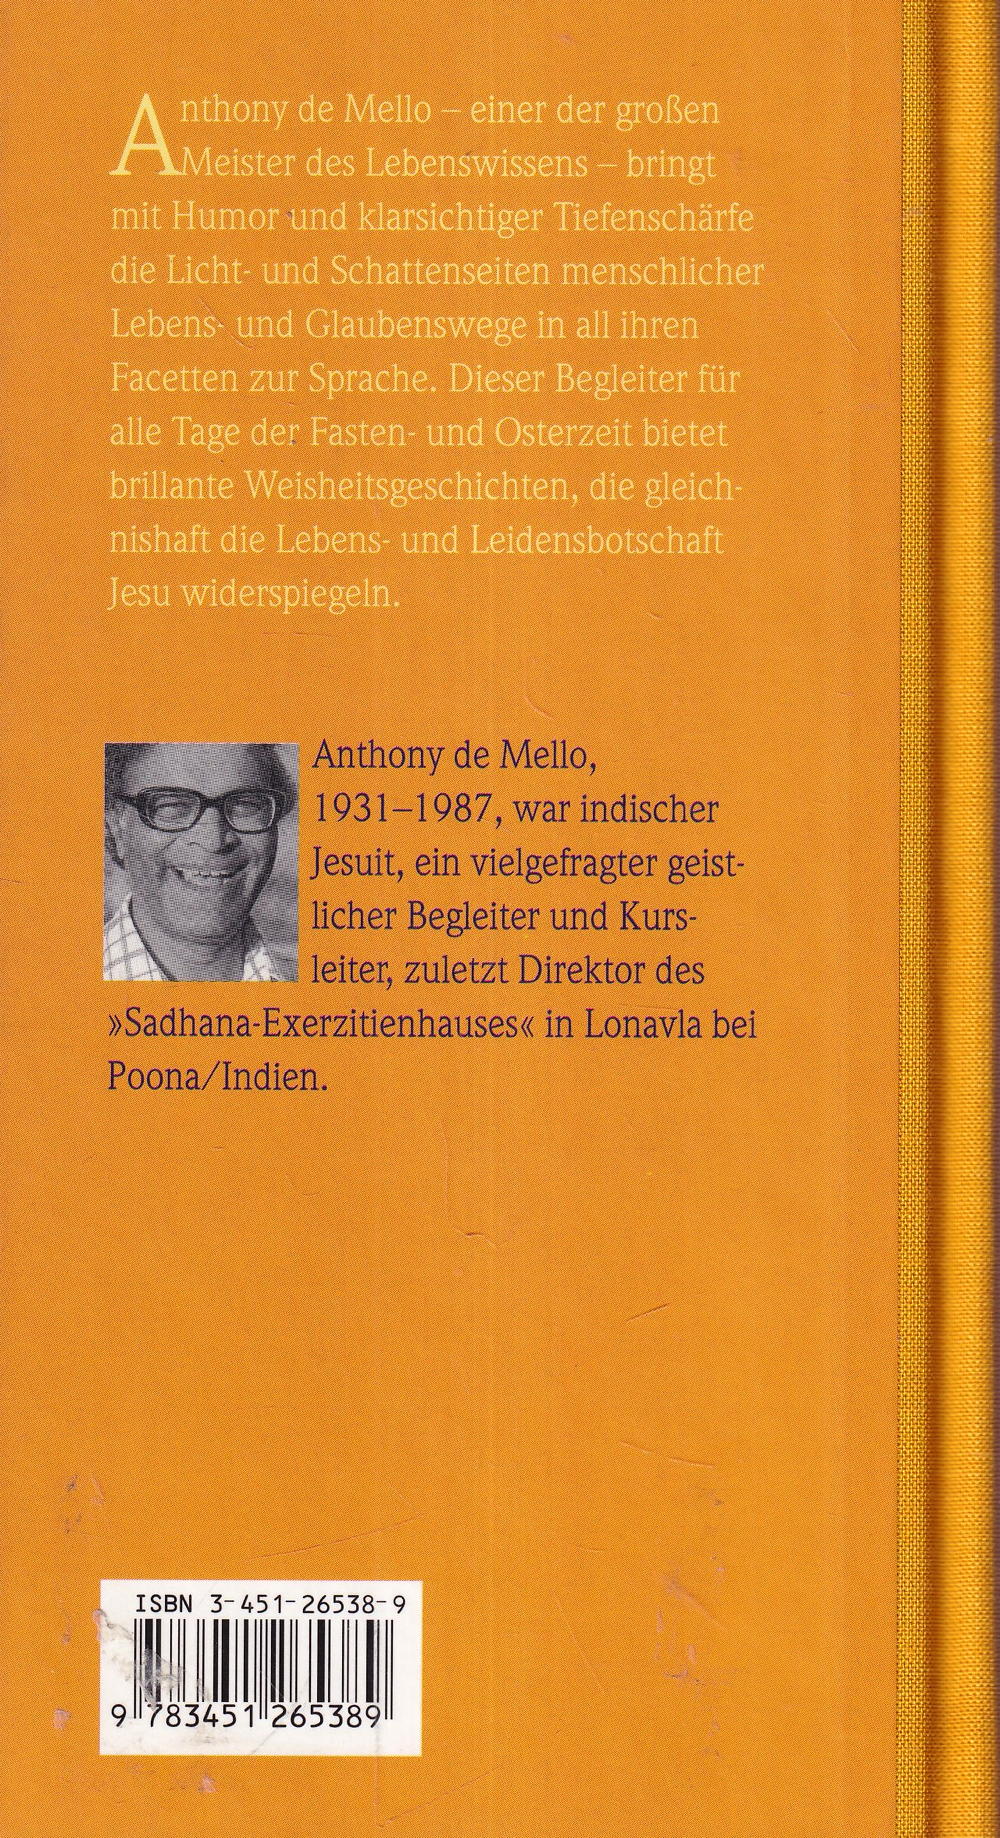 Anthony de Mello – einer der großen
Meister des Lebenswissens – bringt
mit Humor und klarsichtiger Tiefenschärfe
die Licht- und Schattenseiten menschlicher
Lebens- und Glaubenswege in all ihren
Facetten zur Sprache. Dieser Begleiter für
alle Tage der Fasten- und Osterzeit bietet
brillante Weisheitsgeschichten, die gleich-
nishaft die Lebens- und Leidensbotschaft
Jesu widerspiegeln.
Anthony de Mello,
1931–1987, war indischer
Jesuit, ein vielgefragter geist-
licher Begleiter und Kurs-
leiter, zuletzt Direktor des
»Sadhana-Exerzitienhauses« in Lonavla bei
Poona/Indien.
ISBN 3-451-26538-9
9 783451 265389